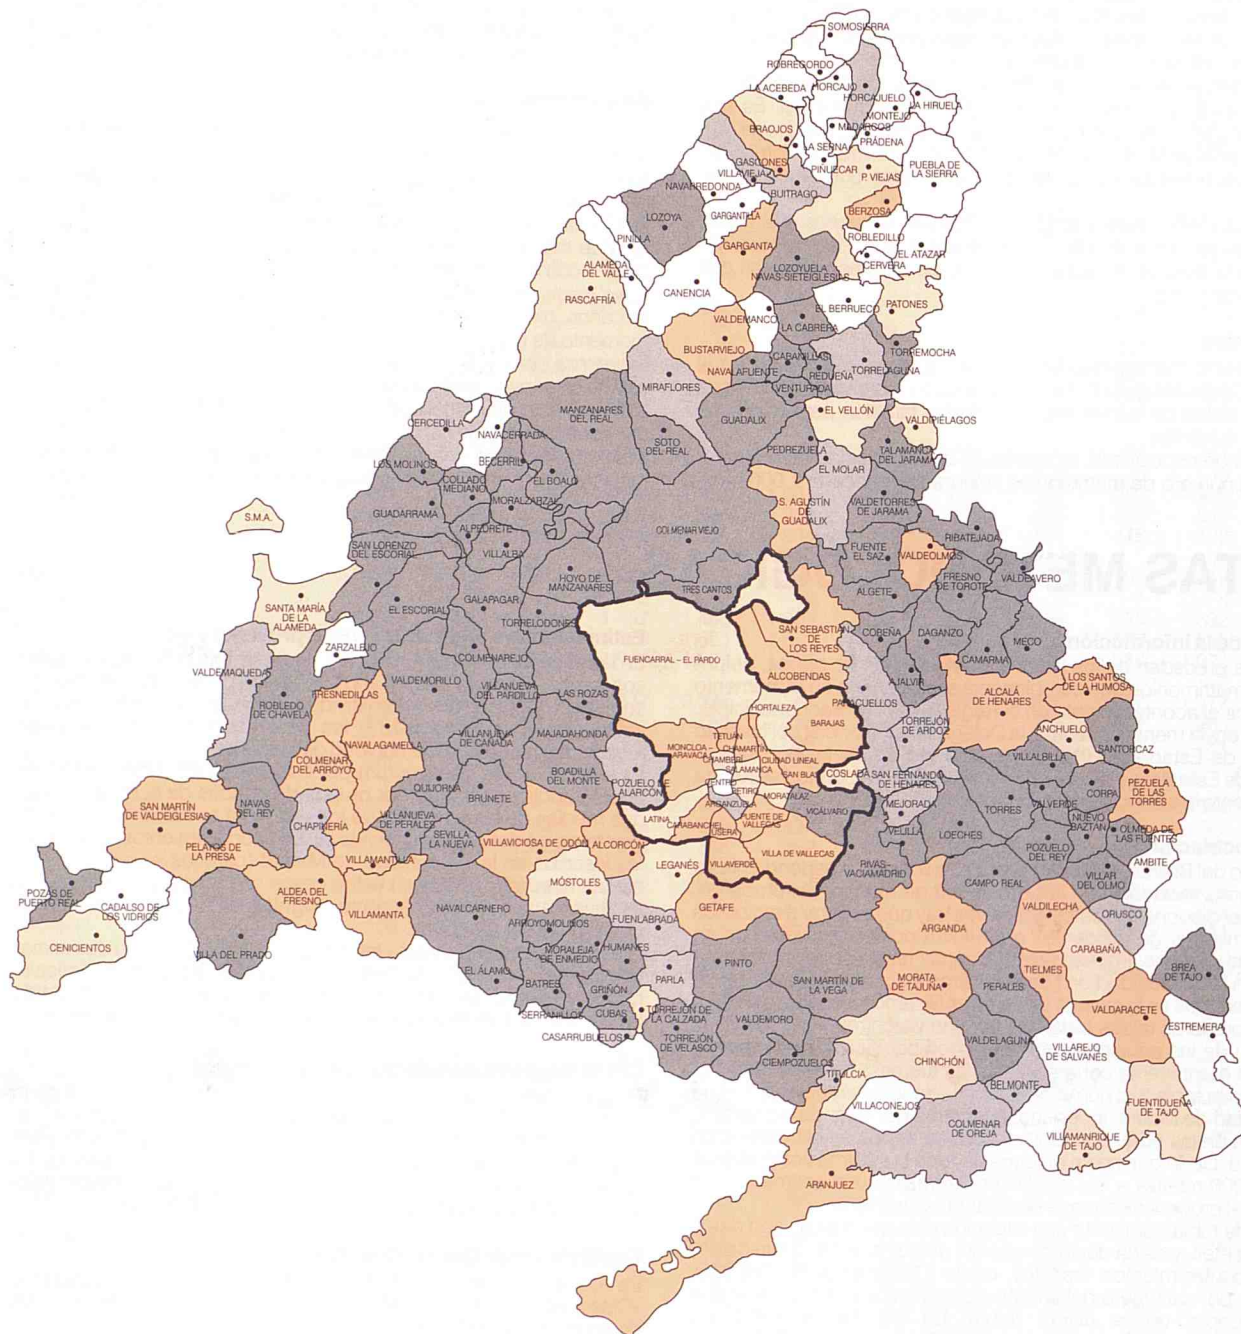 SOMOSIERRA
ROBREGORDO
HORCAJO
LA ACEBEDA
HORCAJUELO
LA HIRUELA
MONTEJO
MADARCOS
PRÁDENA
BRAOJOS
LA SERNA
PIÑUECAR
PUEBLA DE
LA SIERRA
P. VIEJAS
GASCONES
VILLAVIEJA
BUITRAGO
NAVARREDONDA
GARGANTILLA
BERZOSA
LOZOYA
ROBLEDILLO
PINILLA
GARGANTA
EL ATAZAR
CERVERA
ALAMEDA
DEL VALLE
LOZOYUELA
NAVAS-SIETEIGLESIAS
RASCAFRÍA
CANENCIA
EL BERRUECO
PATONES
VALDEMANCO
LA CABRERA
BUSTARVIEJO
TORREMOCHA
CABANILLAS
NAVALAFUENTE
REDUEÑA
TORRELAGUNA
MIRAFLORES
VENTURADA
MANZANARES
DEL REAL
GUADALIX
EL VELLÓN
VALDIPIÉLAGOS
CERCEDILLA
NAVACERRADA
SOTO
DEL REAL
PEDREZUELA
TALAMANCA
DEL JARAMA
LOS MOLINOS
BECERRIL
EL MOLAR
COLLADO
MEDIANO
EL BOALO
MORALZARZAL
S. AGUSTÍN
DE
GUADALIX
VALDETORRES
DE JARAMA
S.M.A.
GUADARRAMA
ALPEDRETE
COLMENAR VIEJO
RIBATEJADA
SAN LORENZO
DEL ESCORIAL
VILLALBA
FUENTE
EL SAZ
VALDEOLMOS
HOYO DE
MANZANARES
TRES CANTOS
FRESNO
DE TOROTE
VALDEAVERO
ALGETE
SANTA MARÍA
DE LA
ALAMEDA
EL ESCORIAL
GALAPAGAR
TORRELODONES
SAN SEBASTIÁN
DE
LOS REYES
COBEÑA
DAGANZO
MECO
ZARZALEJO
COLMENAREJO
FUENCARRAL – EL PARDO
CAMARMA
VALDEMAQUEDA
VALDEMORILLO
ALCOBENDAS
AJALVIR
LOS SANTOS
DE LA HUMOSA
FRESNEDILLAS
VILLANUEVA
DEL PARDILLO
LAS ROZAS
PARACUELLOS
ALCALÁ
DE HENARES
ROBLEDO
DE CHAVELA
HORTALEZA
BARAJAS
TORREJÓN
DE ARDOZ
ANCHUELO
NAVALAGAMELLA
VILLANUEVA
DE CAÑADA
MAJADAHONDA
TETUÁN
SANTORCAZ
MONCLOA –
ARAVACA
CHAMARTÍN
CHAMBERÍ
CIUDAD LINEAL
VILLALBILLA
COLMENAR
DEL ARROYO
BOADILLA
DEL MONTE
POZUELO DE
ALARCÓN
SALAMANCA
SAN BLAS
COSLADA
SAN FERNANDO
DE HENARES
CENTRO
RETIRO
PEZUELA
DE LAS
TORRES
QUIJORNA
BRUNETE
MORATALAZ
MEJORADA
CORPA
SAN MARTÍN
DE VALDEIGLESIAS
NAVAS
DEL REY
ARGANZUELA
VICÁLVARO
TORRES
VALVERDE
NUEVO
BAZTÁN
CHAPINERÍA
VILLANUEVA
DE PERALES
LATINA
CARABANCHEL
USERA
PUENTE DE
VALLECAS
VELILLA
LOECHES
OLMEDA DE
LAS FUENTES
SEVILLA
LA NUEVA
POZUELO
DEL REY
PELAYOS DE
LA PRESA
VILLAVICIOSA DE ODÓN
ALCORCÓN
VILLAVERDE
VILLA DE VALLECAS
AMBITE
VILLAMANTILLA
LEGANÉS
RIVAS-
VACIAMADRID
VILLAR
DEL OLMO
POZAS DE
PUERTO REAL
ALDEA DEL
FRESNO
MÓSTOLES
CAMPO REAL
CADALSO DE
LOS VIDRIOS
GETAFE
VALDILECHA
ORUSCO
VILLAMANTA
NAVALCARNERO
FUENLABRADA
ARGANDA
CENICIENTOS
ARROYOMOLINOS
CARABAÑA
VILLA DEL PRADO
MORALEJA
DE ENMEDIO
HUMANES
PINTO
BREA
DE TAJO
EL ÁLAMO
PARLA
SAN MARTÍN DE
LA VEGA
MORATA
DE TAJUÑA
PERALES
TIELMES
BATRES
GRIÑÓN
SERRANILLOS
CUBAS
TORREJÓN DE
LA CALZADA
VALDARACETE
VALDEMORO
ESTREMERA
CASARRUBUELOS
TORREJÓN
DE VELASCO
VALDELAGUNA
VILLAREJO
DE SALVANÉS
CIEMPOZUELOS
CHINCHÓN
TITULCIA
BELMONTE
VILLACONEJOS
FUENTIDUEÑA
DE TAJO
COLMENAR
DE OREJA
VILLAMANRIQUE
DE TAJO
ARANJUEZ